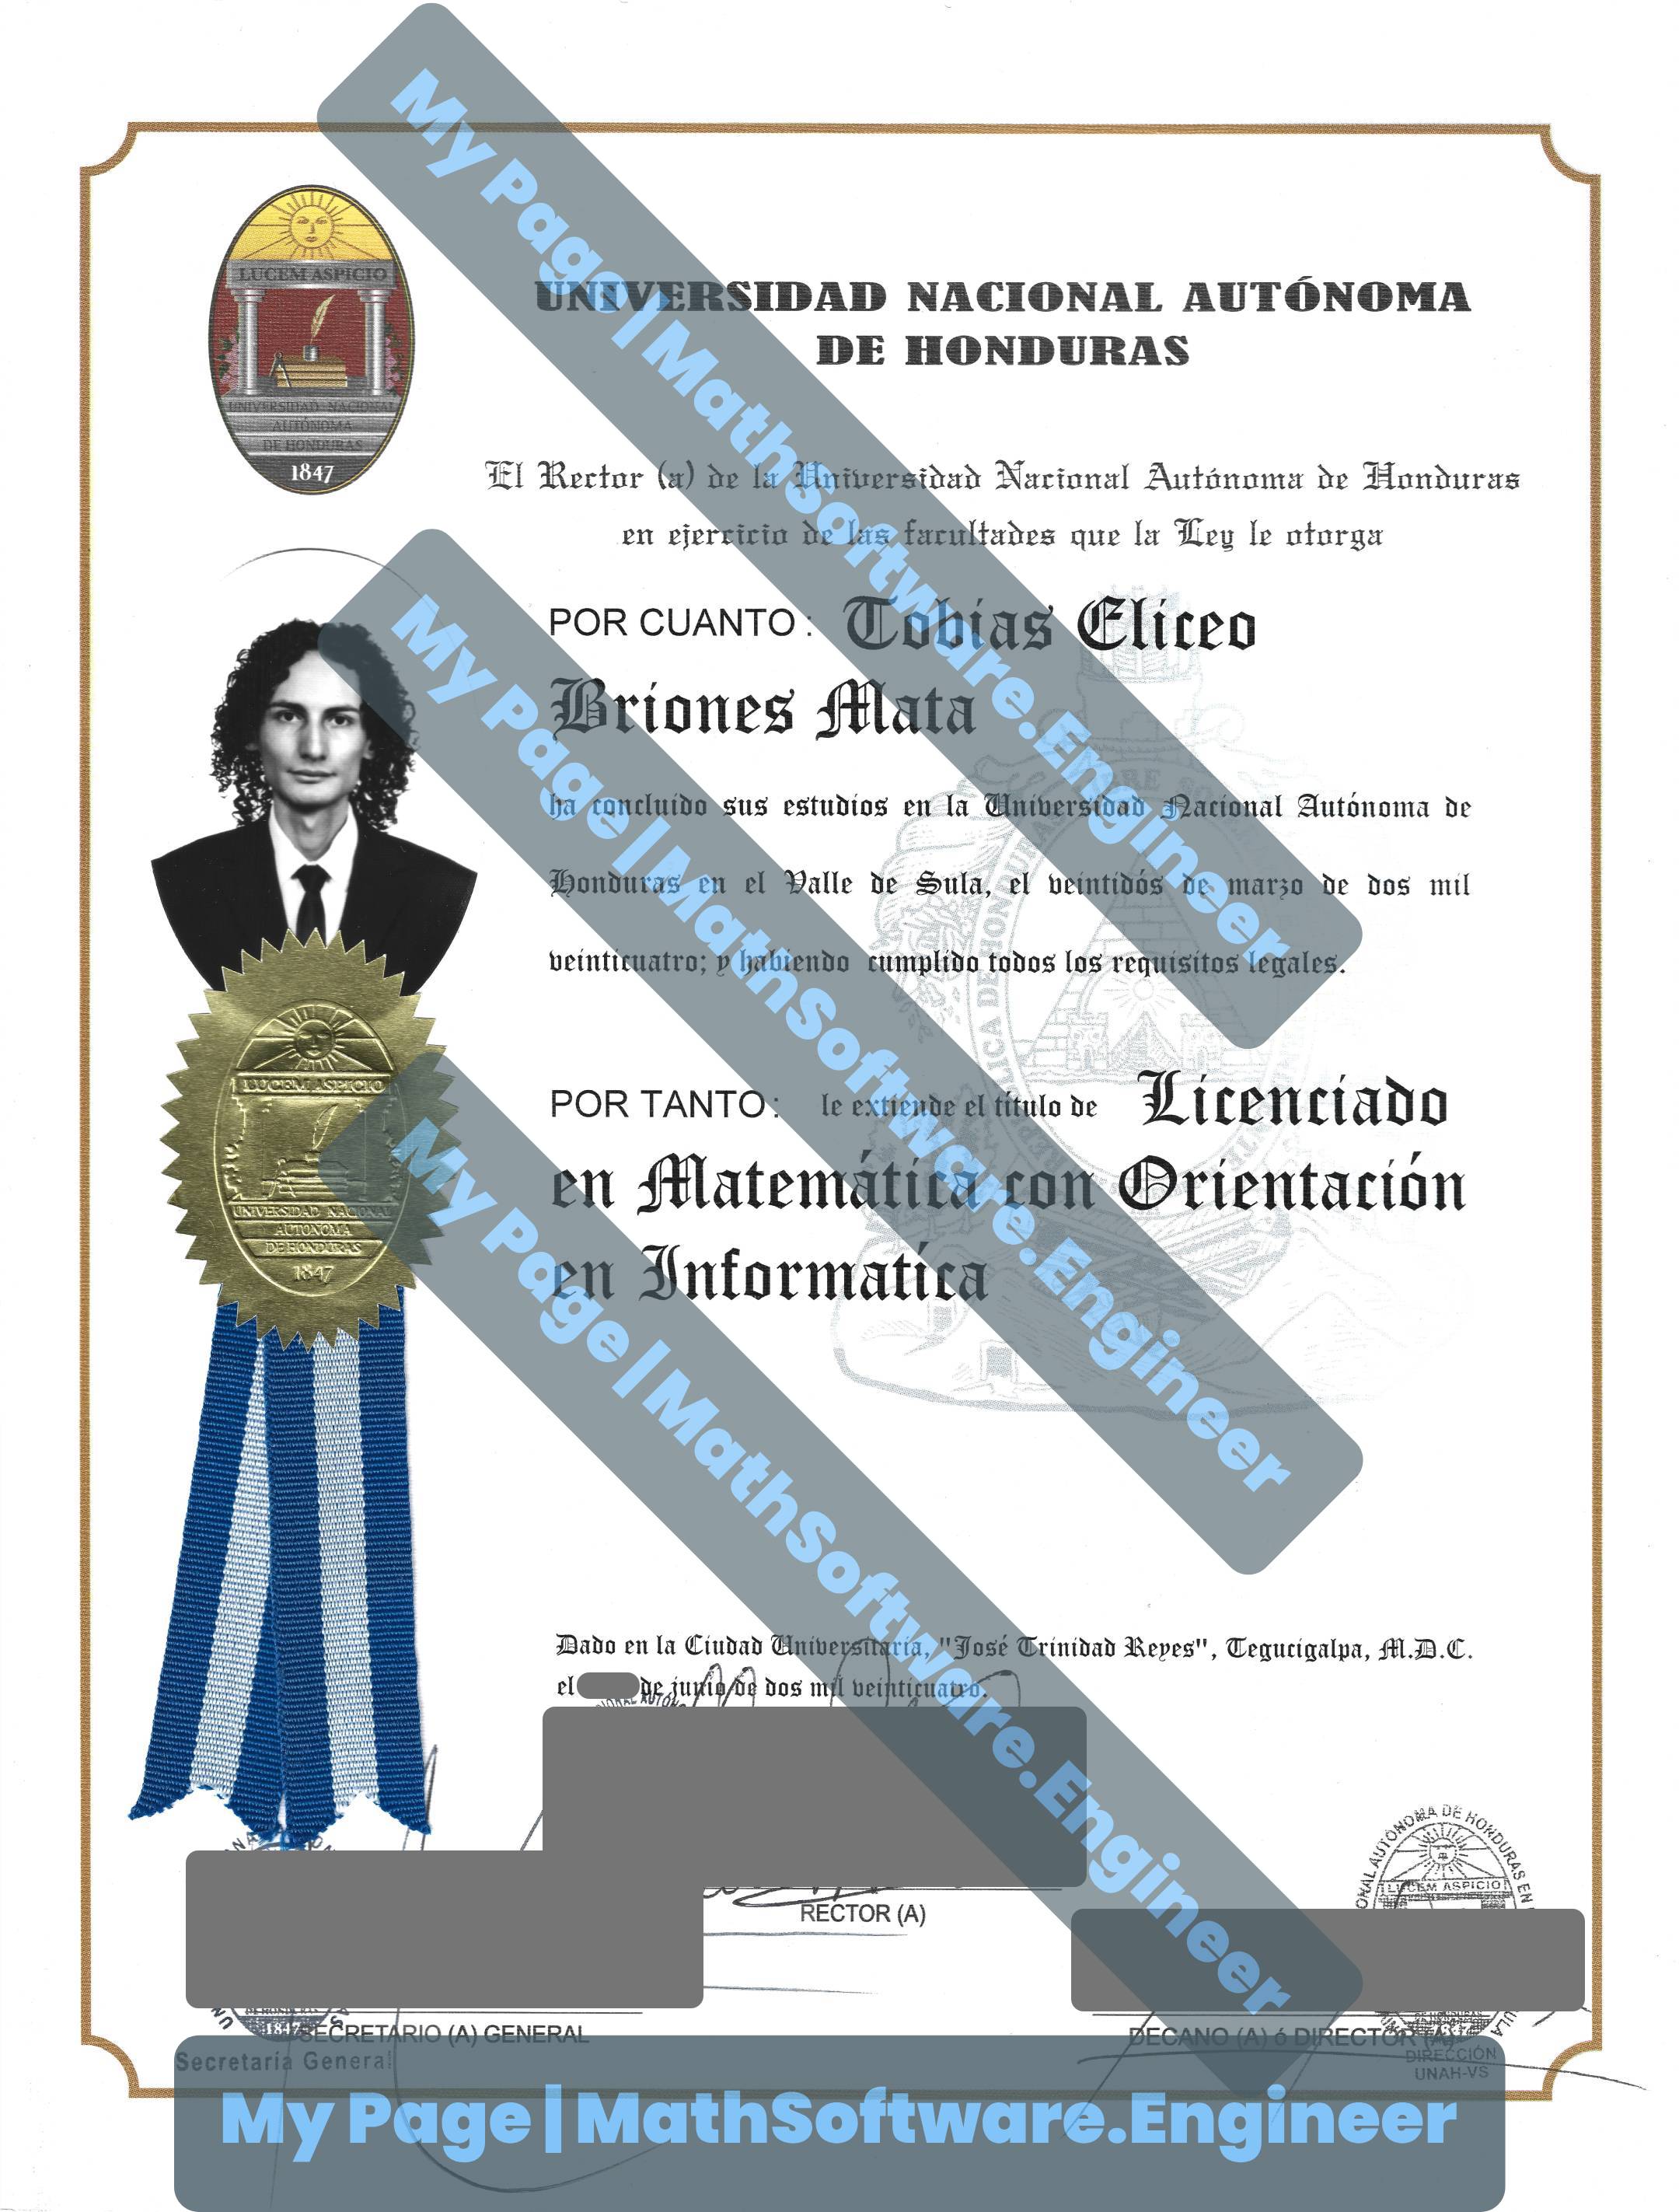 LUCEM ASPICIO
UNIVERSIDAD NACIONAL
AUTÓNOMA
DE HONDURAS
1847
UNIVERSIDAD NACIONAL AUTÓNOMA
DE HONDURAS
El Rector (a) de la Universidad Nacional Autónoma de Honduras
en ejercicio de las facultades que la Ley le otorga
POR CUANTO: Tobias Eliceo
Briones Mata
ha concluido sus estudios en la Universidad Nacional Autónoma de
Honduras en el Valle de Sula, el veintidós de marzo de dos mil
veinticuatro; y habiendo cumplido todos los requisitos legales.
POR TANTO: le extiende el título de Licenciado
en Matemática con Orientación
en Informatíca
LUCEM ASPICIO
UNIVERSIDAD NACIONAL
AUTONOMA
DE HONDURAS
1847
Dado en la Ciudad Universitaria, "José Trinidad Reyes", Tegucigalpa, M.D.C.
el de junio de dos mil veinticuatro.
RECTOR (A)
ONAL AUTÓNOMA DE HONDURAS EN
LUCEM ASPICIO
1847
SECRETARIO (A) GENERAL
Secretaría General
DECANO (A) ó DIRECTOR (A)
DIRECCIÓN
UNAH-VS
My Page | MathSoftware.Engineer
My Page | MathSoftware.Engineer
My Page | MathSoftware.Engineer
My Page | MathSoftware.Engineer